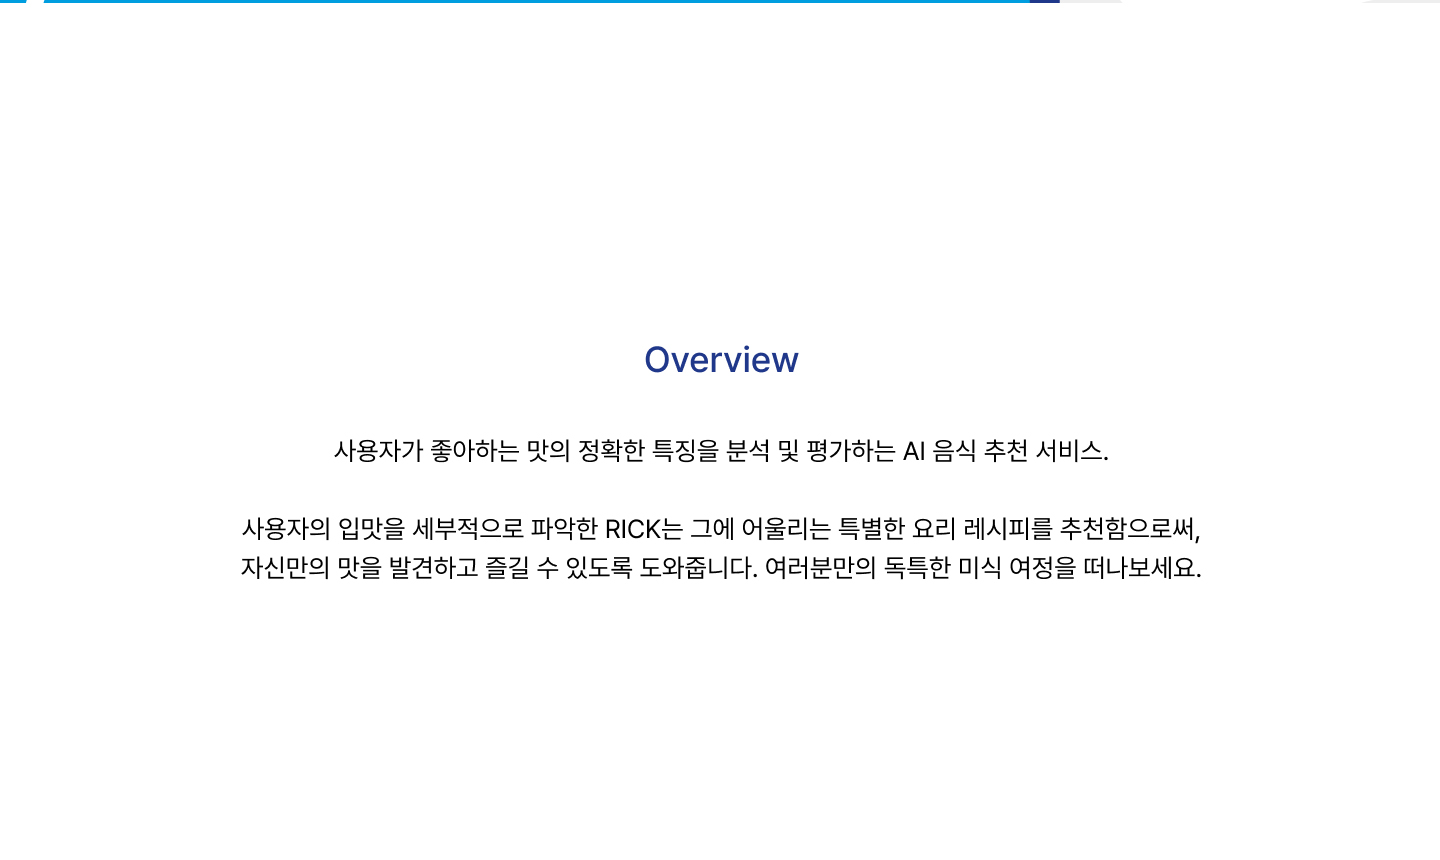 Overview
사용자가 좋아하는 맛의 정확한 특징을 분석 및 평가하는 AI 음식 추천 서비스.
사용자의 입맛을 세부적으로 파악한 RICK는 그에 어울리는 특별한 요리 레시피를 추천함으로써,
자신만의 맛을 발견하고 즐길 수 있도록 도와줍니다. 여러분만의 독특한 미식 여정을 떠나보세요.